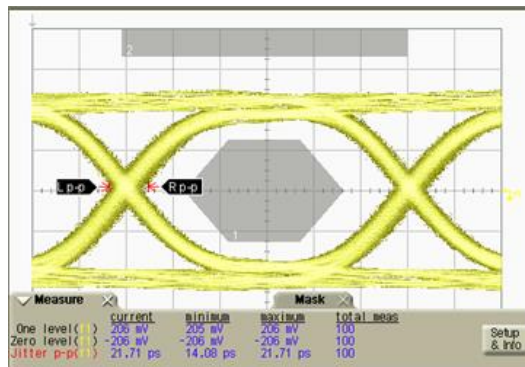 2
L p-p
R p-p
1
Measure
Mask
current minimum maximum total meas
One level( ) 206 mV 205 mV 206 mV 100
Zero level( ) -206 mV -206 mV -206 mV 100
Jitter p-p( ) 21.71 ps 14.08 ps 21.71 ps 100
Setup
& Info